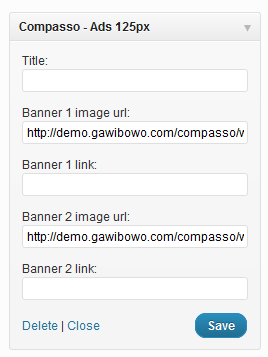 Compasso - Ads 125px
Title:
Banner 1 image url:
http://demo.gawibowo.com/compasso/v
Banner 1 link:
Banner 2 image url:
http://demo.gawibowo.com/compasso/v
Banner 2 link:
Delete | Close
Save